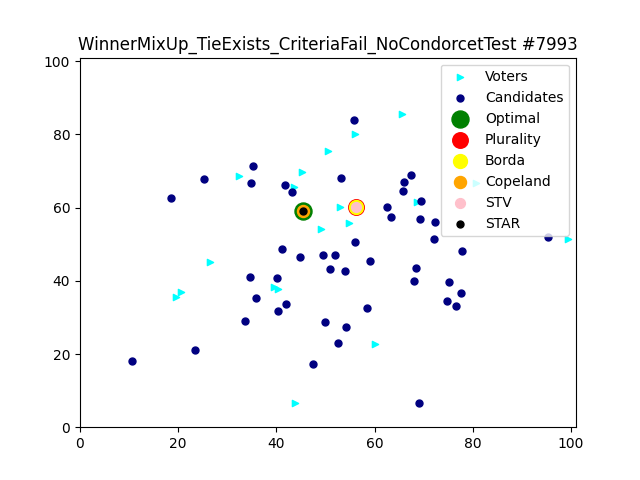 WinnerMixUp_TieExists_CriteriaFail_NoCondorcetTest #7993
100
80
60
40
20
0
0 20 40 60 80 100
Voters
Candidates
Optimal
Plurality
Borda
Copeland
STV
STAR